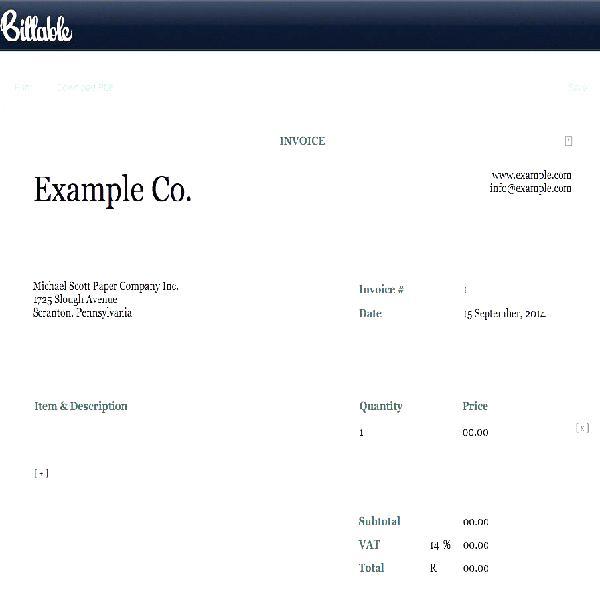 Billable
Print Download PDF Save
INVOICE
Example Co.
www.example.com
info@example.com
Michael Scott Paper Company Inc.
1725 Slough Avenue
Scranton, Pennsylvania
Invoice # 1
Date 15 September, 2014
Item & Description Quantity Price
1 00.00
[x]
[+]
Subtotal 00.00
VAT 14 % 00.00
Total R 00.00